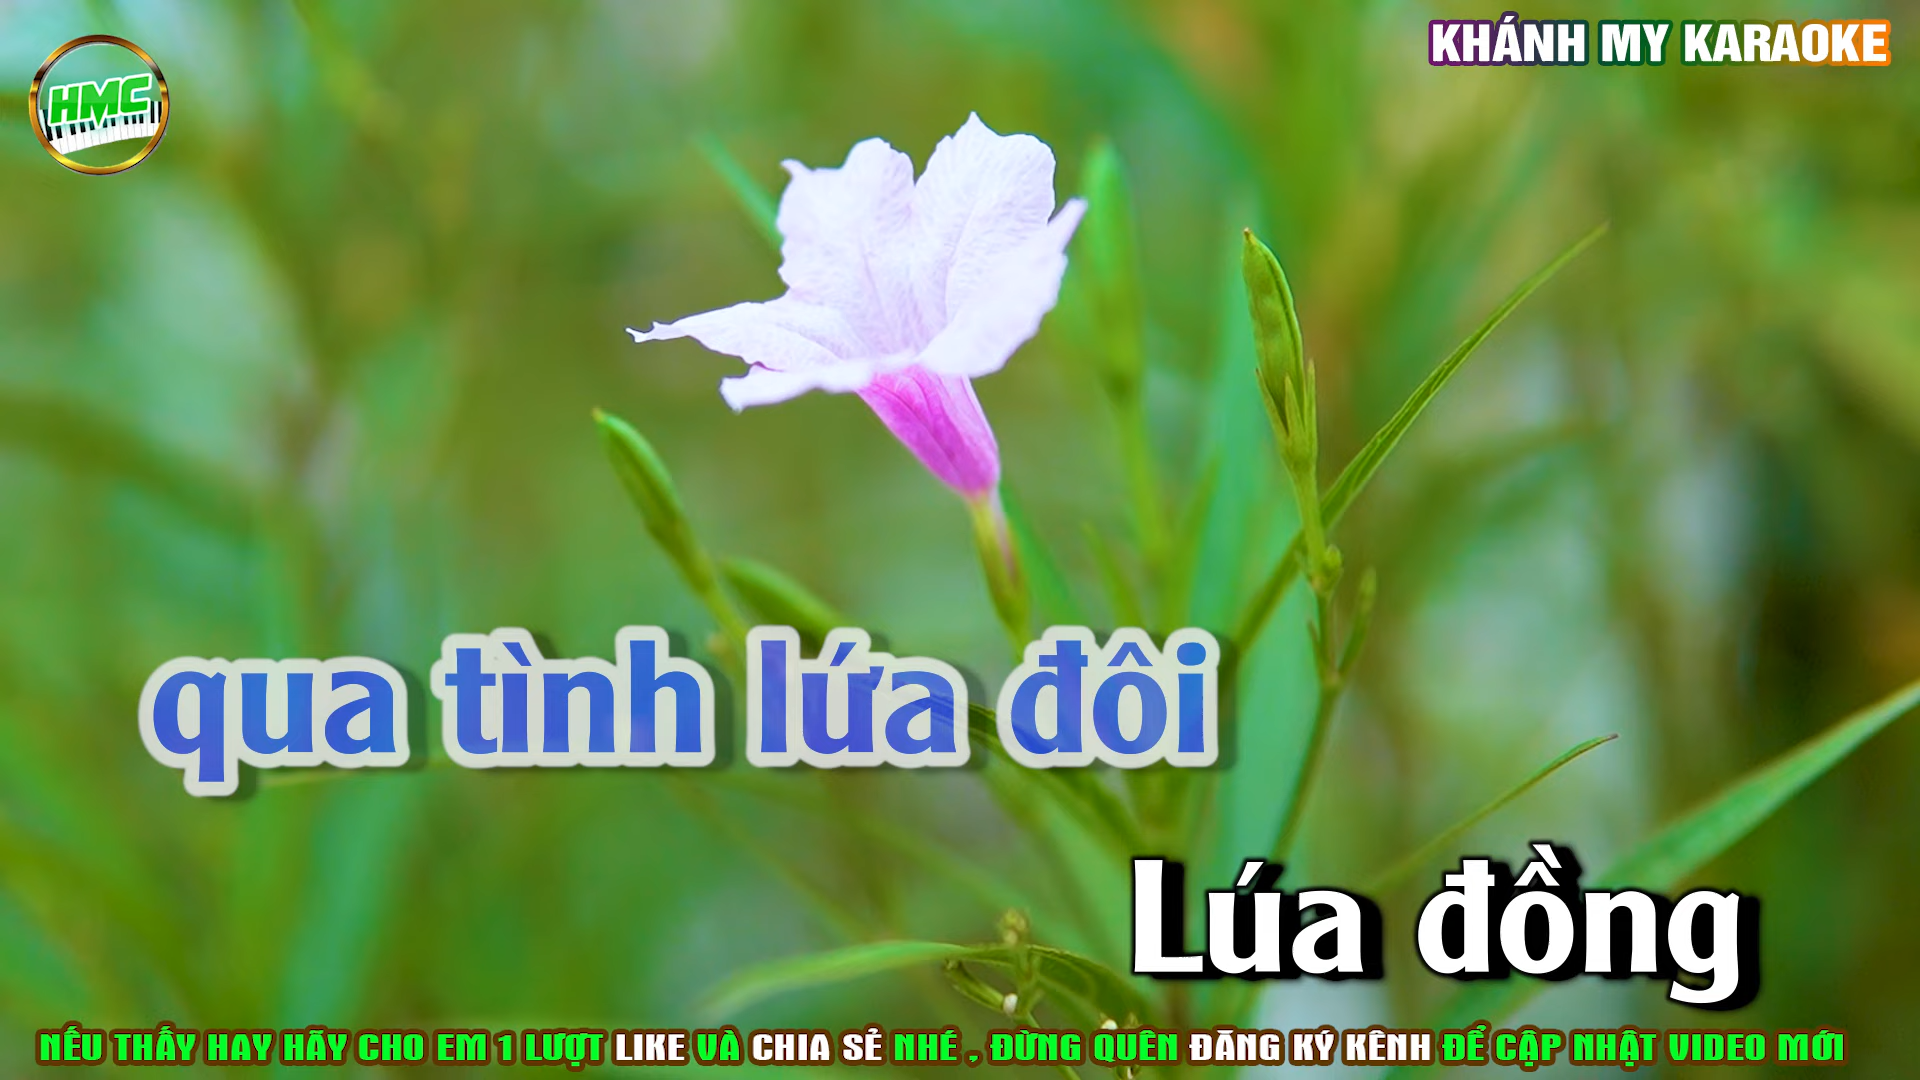 KHÁNH MY KARAOKE
HMC
qua tình lứa đôi
Lúa đồng
NẾU THẤY HAY HÃY CHO EM 1 LƯỢT LIKE VÀ CHIA SẺ NHÉ , ĐỪNG QUÊN ĐĂNG KÝ KÊNH ĐỂ CẬP NHẬT VIDEO MỚI